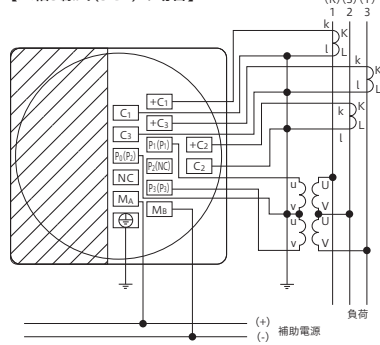 (R) (S) (T)
1 2 3
k K
l L
k K
l L
k K
l L
+C1
C1
+C3
C3
P1(P1) +C2
P0(P2)
P2(NC) C2
NC
P3(P3)
MA
MB
u U
v V
u U
v V
負荷
(+)
(-)
補助電源